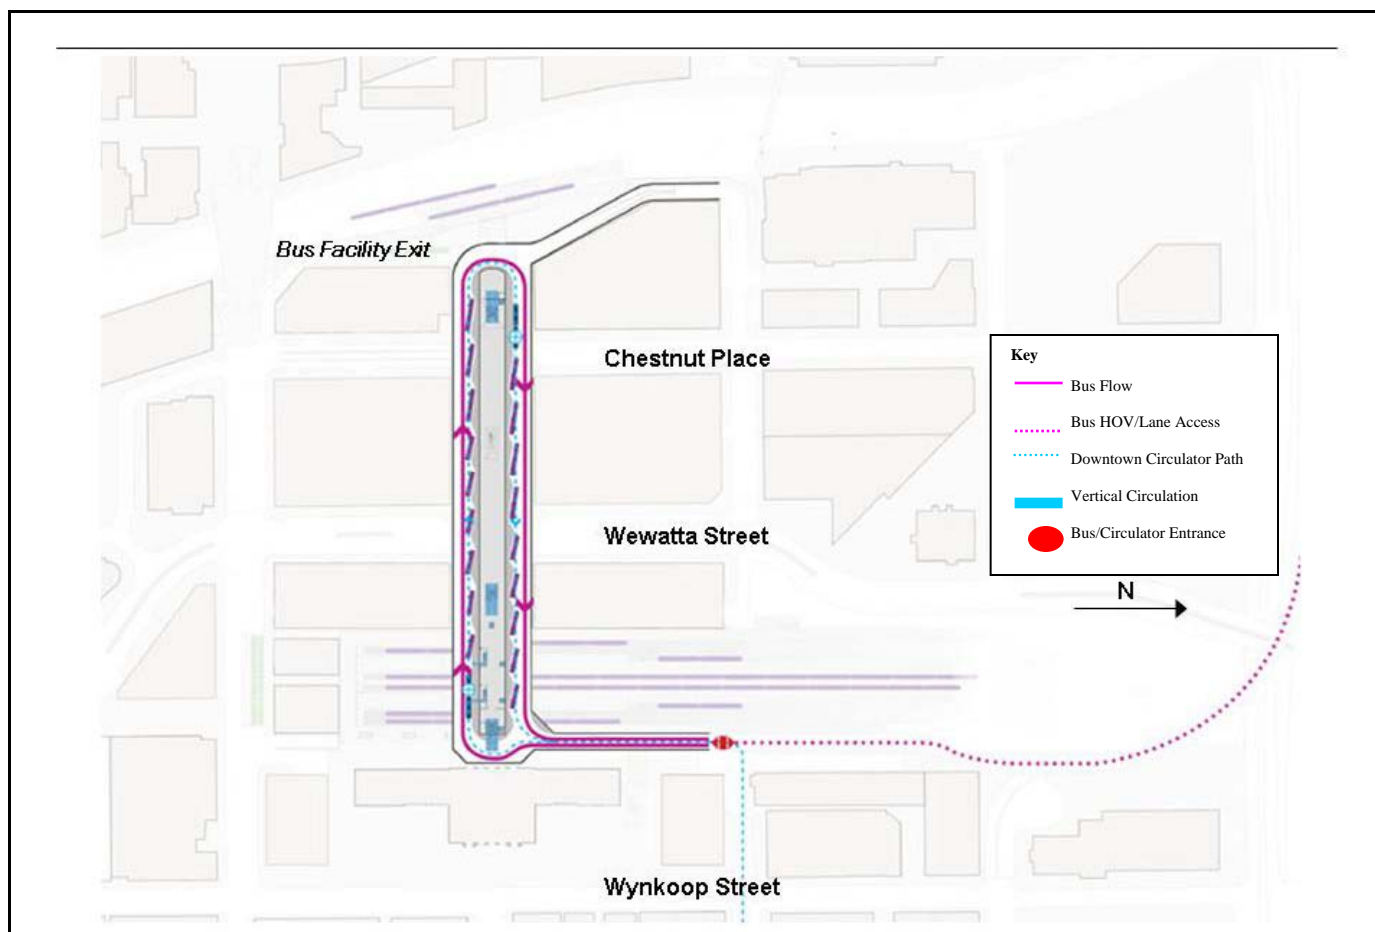 Bus Facility Exit
Chestnut Place
Key
Bus Flow
Bus HOV/Lane Access
Downtown Circulator Path
Vertical Circulation
Bus/Circulator Entrance
Wewatta Street
N
Wynkoop Street